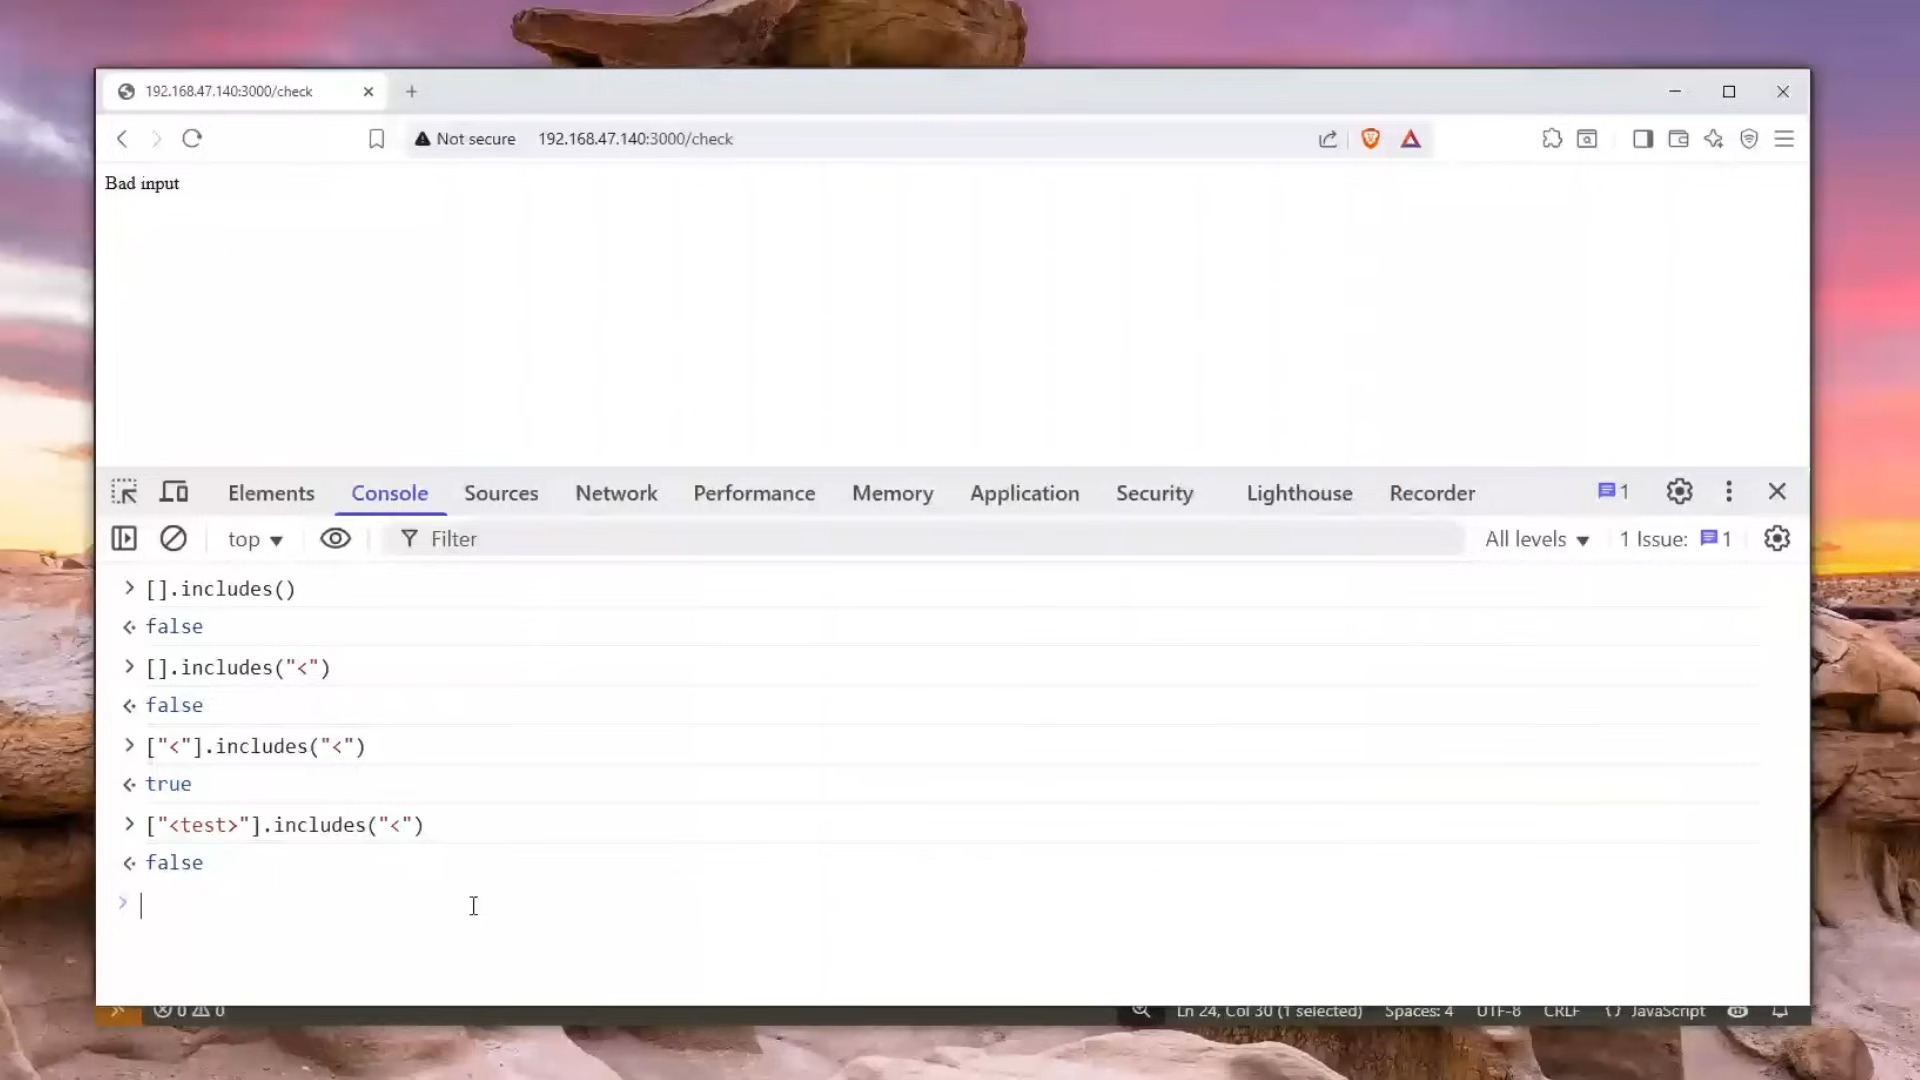 192.168.47.140:3000/check
Not secure 192.168.47.140:3000/check
Bad input
Elements Console Sources Network Performance Memory Application Security Lighthouse Recorder 1
top Filter All levels 1 Issue: 1
> [].includes()
false
> [].includes("<")
false
> ["<"].includes("<")
true
> ["<test>"].includes("<")
false
>
0 0 Ln 24, Col 30 (1 selected) Spaces: 4 UTF-8 CRLF {} JavaScript